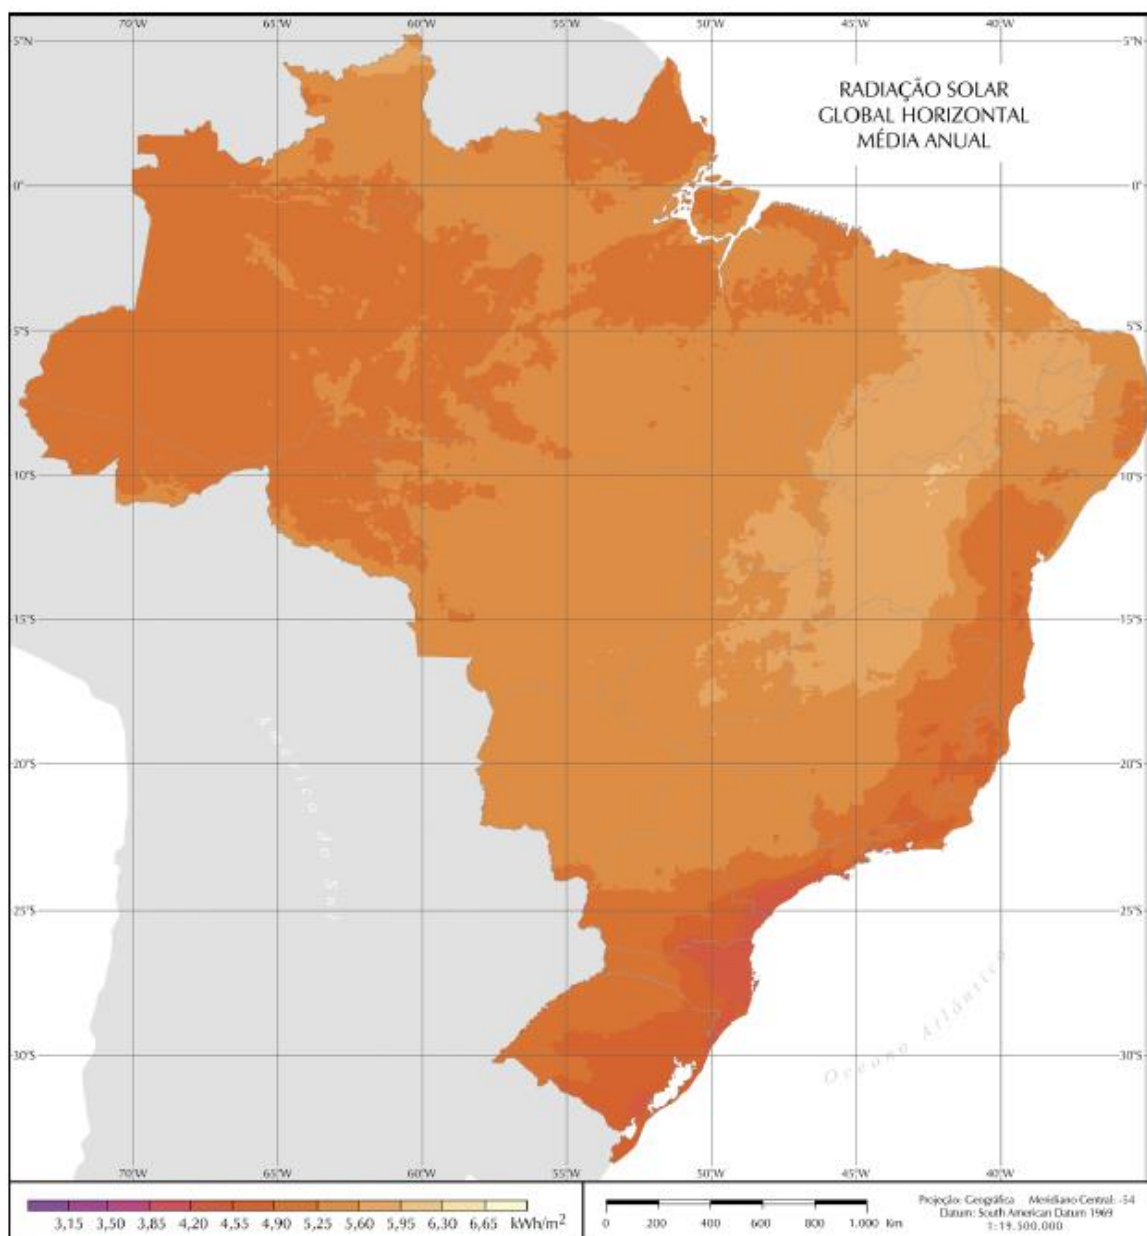 70°W 65°W 60°W 55°W 50°W 45°W 40°W
5°N 5°N
RADIAÇÃO SOLAR
GLOBAL HORIZONTAL
MÉDIA ANUAL
0° 0°
5°S 5°S
10°S 10°S
15°S 15°S
América do Sul
20°S 20°S
25°S 25°S
Oceano Atlântico
30°S 30°S
70°W 65°W 60°W 55°W 50°W 45°W 40°W
3,15 3,50 3,85 4,20 4,55 4,90 5,25 5,60 5,95 6,30 6,65 kWh/m²
0 200 400 600 800 1.000 Km
Projeção: Geográfica Meridiano Central: -54
Datum: South American Datum 1969
1:19.500.000